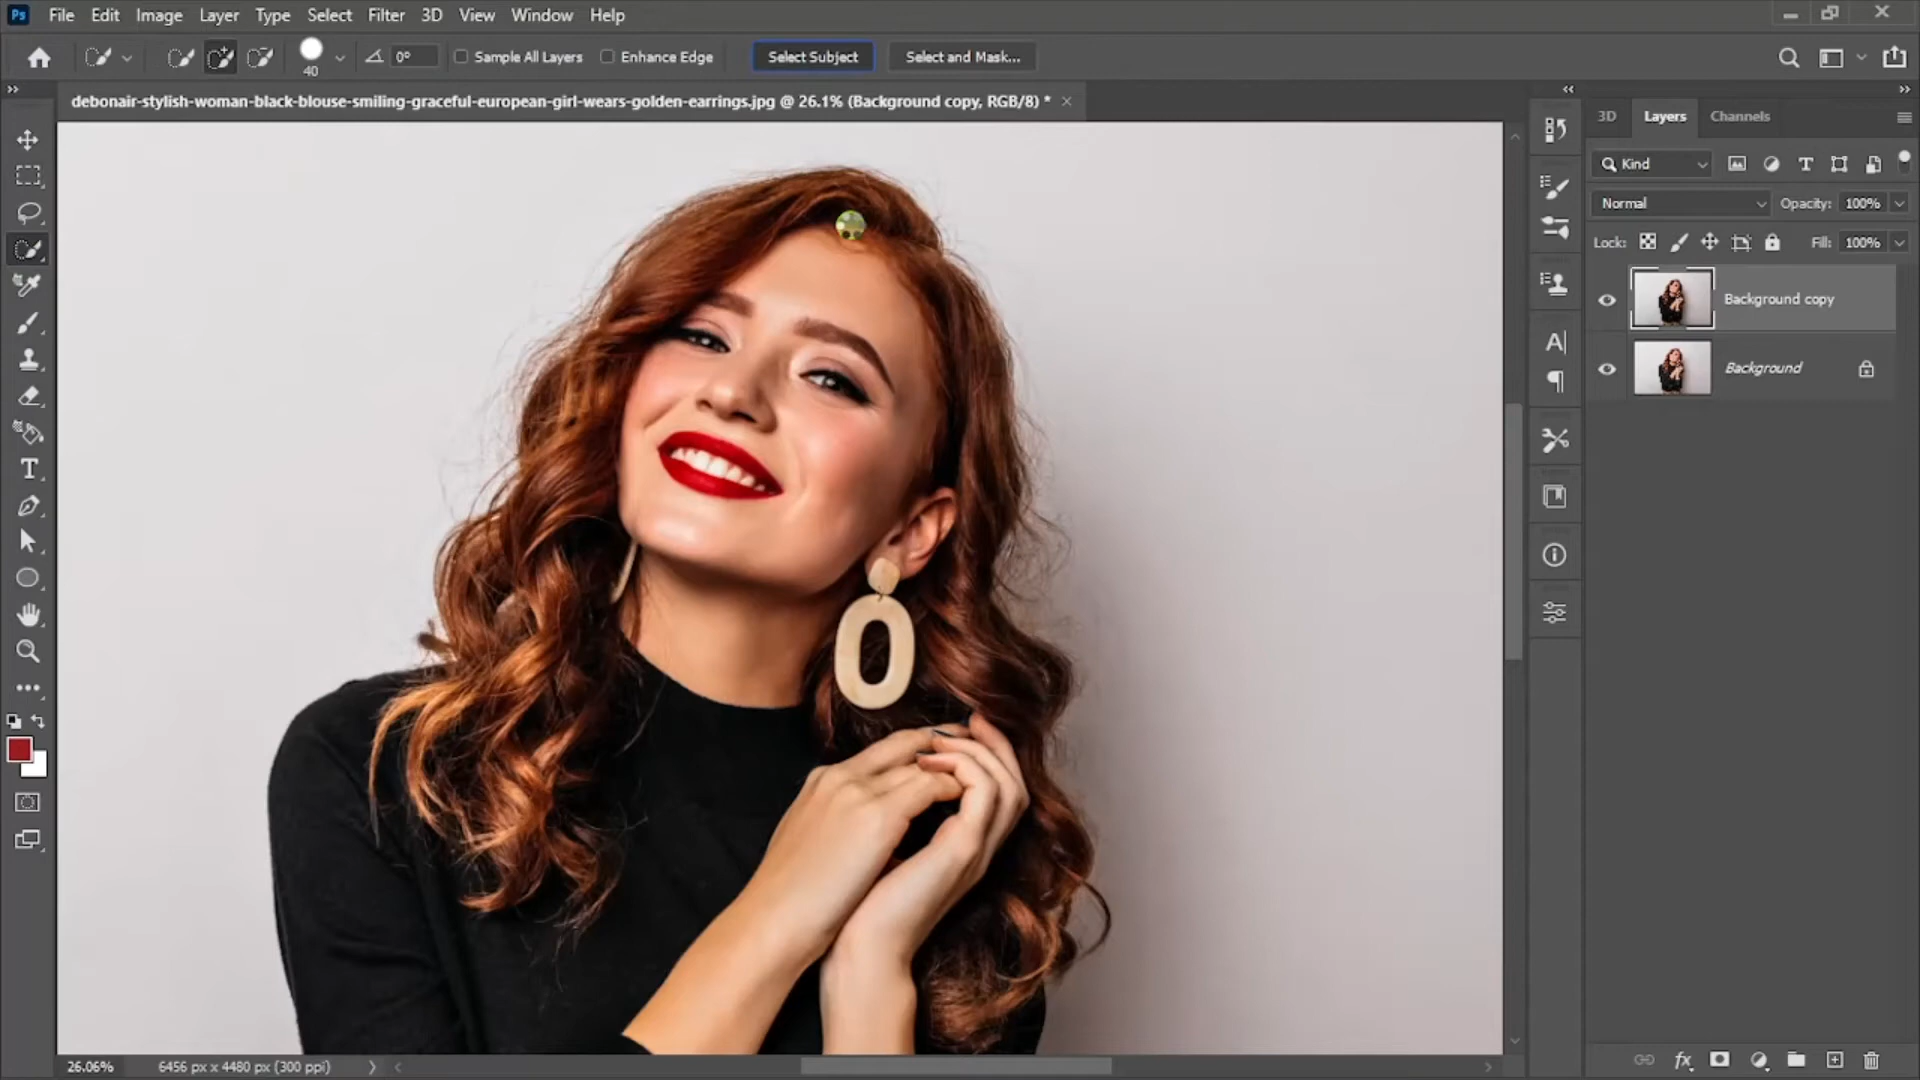 Ps File Edit Image Layer Type Select Filter 3D View Window Help
40 0° Sample All Layers Enhance Edge Select Subject Select and Mask...
debonair-stylish-woman-black-blouse-smiling-graceful-european-girl-wears-golden-earrings.jpg @ 26.1% (Background copy, RGB/8) *
3D Layers Channels
Kind
Normal Opacity: 100%
Lock: Fill: 100%
Background copy
Background
26.06% 6456 px x 4480 px (300 ppi)